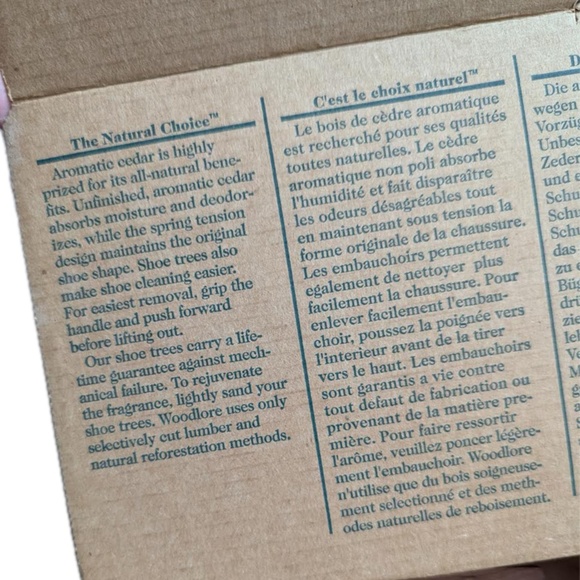 The Natural Choice™
Aromatic cedar is highly
prized for its all-natural bene-
fits. Unfinished, aromatic cedar
absorbs moisture and deodor-
izes, while the spring tension
design maintains the original
shoe shape. Shoe trees also
make shoe cleaning easier.
For easiest removal, grip the
handle and push forward
before lifting out.
Our shoe trees carry a life-
time guarantee against mech-
anical failure. To rejuvenate
the fragrance, lightly sand your
shoe trees. Woodlore uses only
selectively cut lumber and
natural reforestation methods.
C'est le choix naturel™
Le bois de cèdre aromatique
est recherché pour ses qualités
toutes naturelles. Le cèdre
aromatique non poli absorbe
l'humidité et fait disparaître
les odeurs désagréables tout
en maintenant sous tension la
forme originale de la chaussure.
Les embauchoirs permettent
egalement de nettoyer plus
facilement la chaussure. Pour
enlever facilement l'embau-
choir, poussez la poignée vers
l'interieur avant de la tirer
vers le haut. Les embauchoirs
sont garantis a vie contre
tout defaut de fabrication ou
provenant de la matière pre-
mière. Pour faire ressortir
l'arôme, veuillez poncer légère-
ment l'embauchoir. Woodlore
n'utilise que du bois soigneuse-
ment selectionné et des meth-
odes naturelles de reboisement.
D
Die a
wegen
Vorzüg
Unbes
Zeder
und e
Schu
Schu
Schu
das
zu
Büg
dri
zie